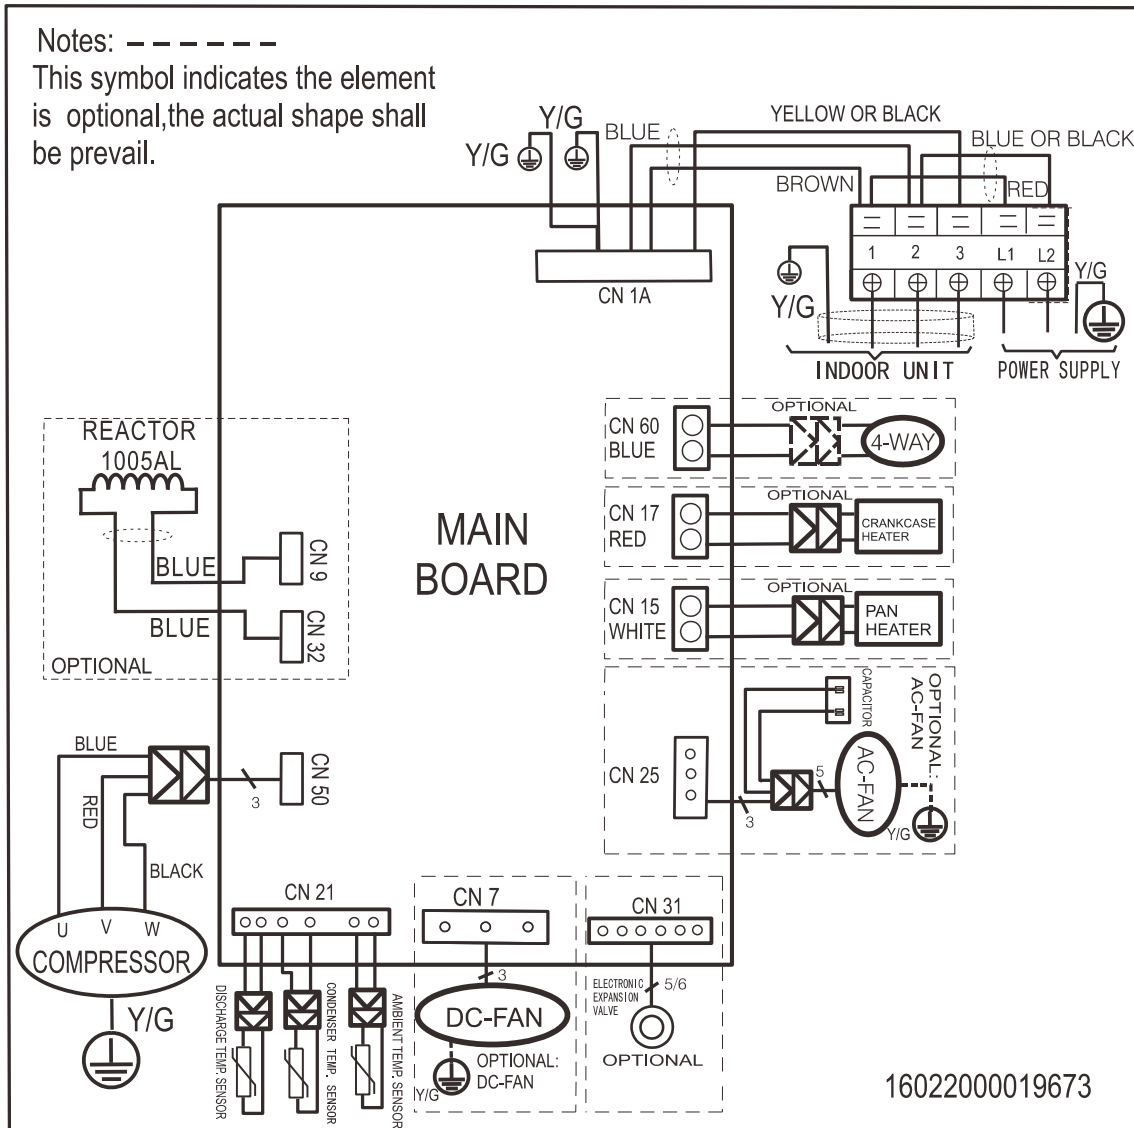 Notes:
This symbol indicates the element
is optional,the actual shape shall
be prevail.
Y/G
Y/G
BLUE
YELLOW OR BLACK
BLUE OR BLACK
BROWN
RED
1
2
3
L1
L2
CN 1A
Y/G
Y/G
INDOOR UNIT
POWER SUPPLY
REACTOR
1005AL
BLUE
BLUE
CN 9
CN 32
OPTIONAL
MAIN
BOARD
CN 60
BLUE
OPTIONAL
4-WAY
CN 17
RED
OPTIONAL
CRANKCASE
HEATER
CN 15
WHITE
OPTIONAL
PAN
HEATER
CN 25
3
CAPACITOR
5
AC-FAN
OPTIONAL:
AC-FAN
Y/G
BLUE
RED
BLACK
3
CN 50
U
V
W
COMPRESSOR
Y/G
CN 21
DISCHARGE TEMP. SENSOR
CONDENSER TEMP. SENSOR
AMBIENT TEMP. SENSOR
CN 7
3
DC-FAN
Y/G
OPTIONAL:
DC-FAN
CN 31
ELECTRONIC
EXPANSION
VALVE
5/6
OPTIONAL
16022000019673